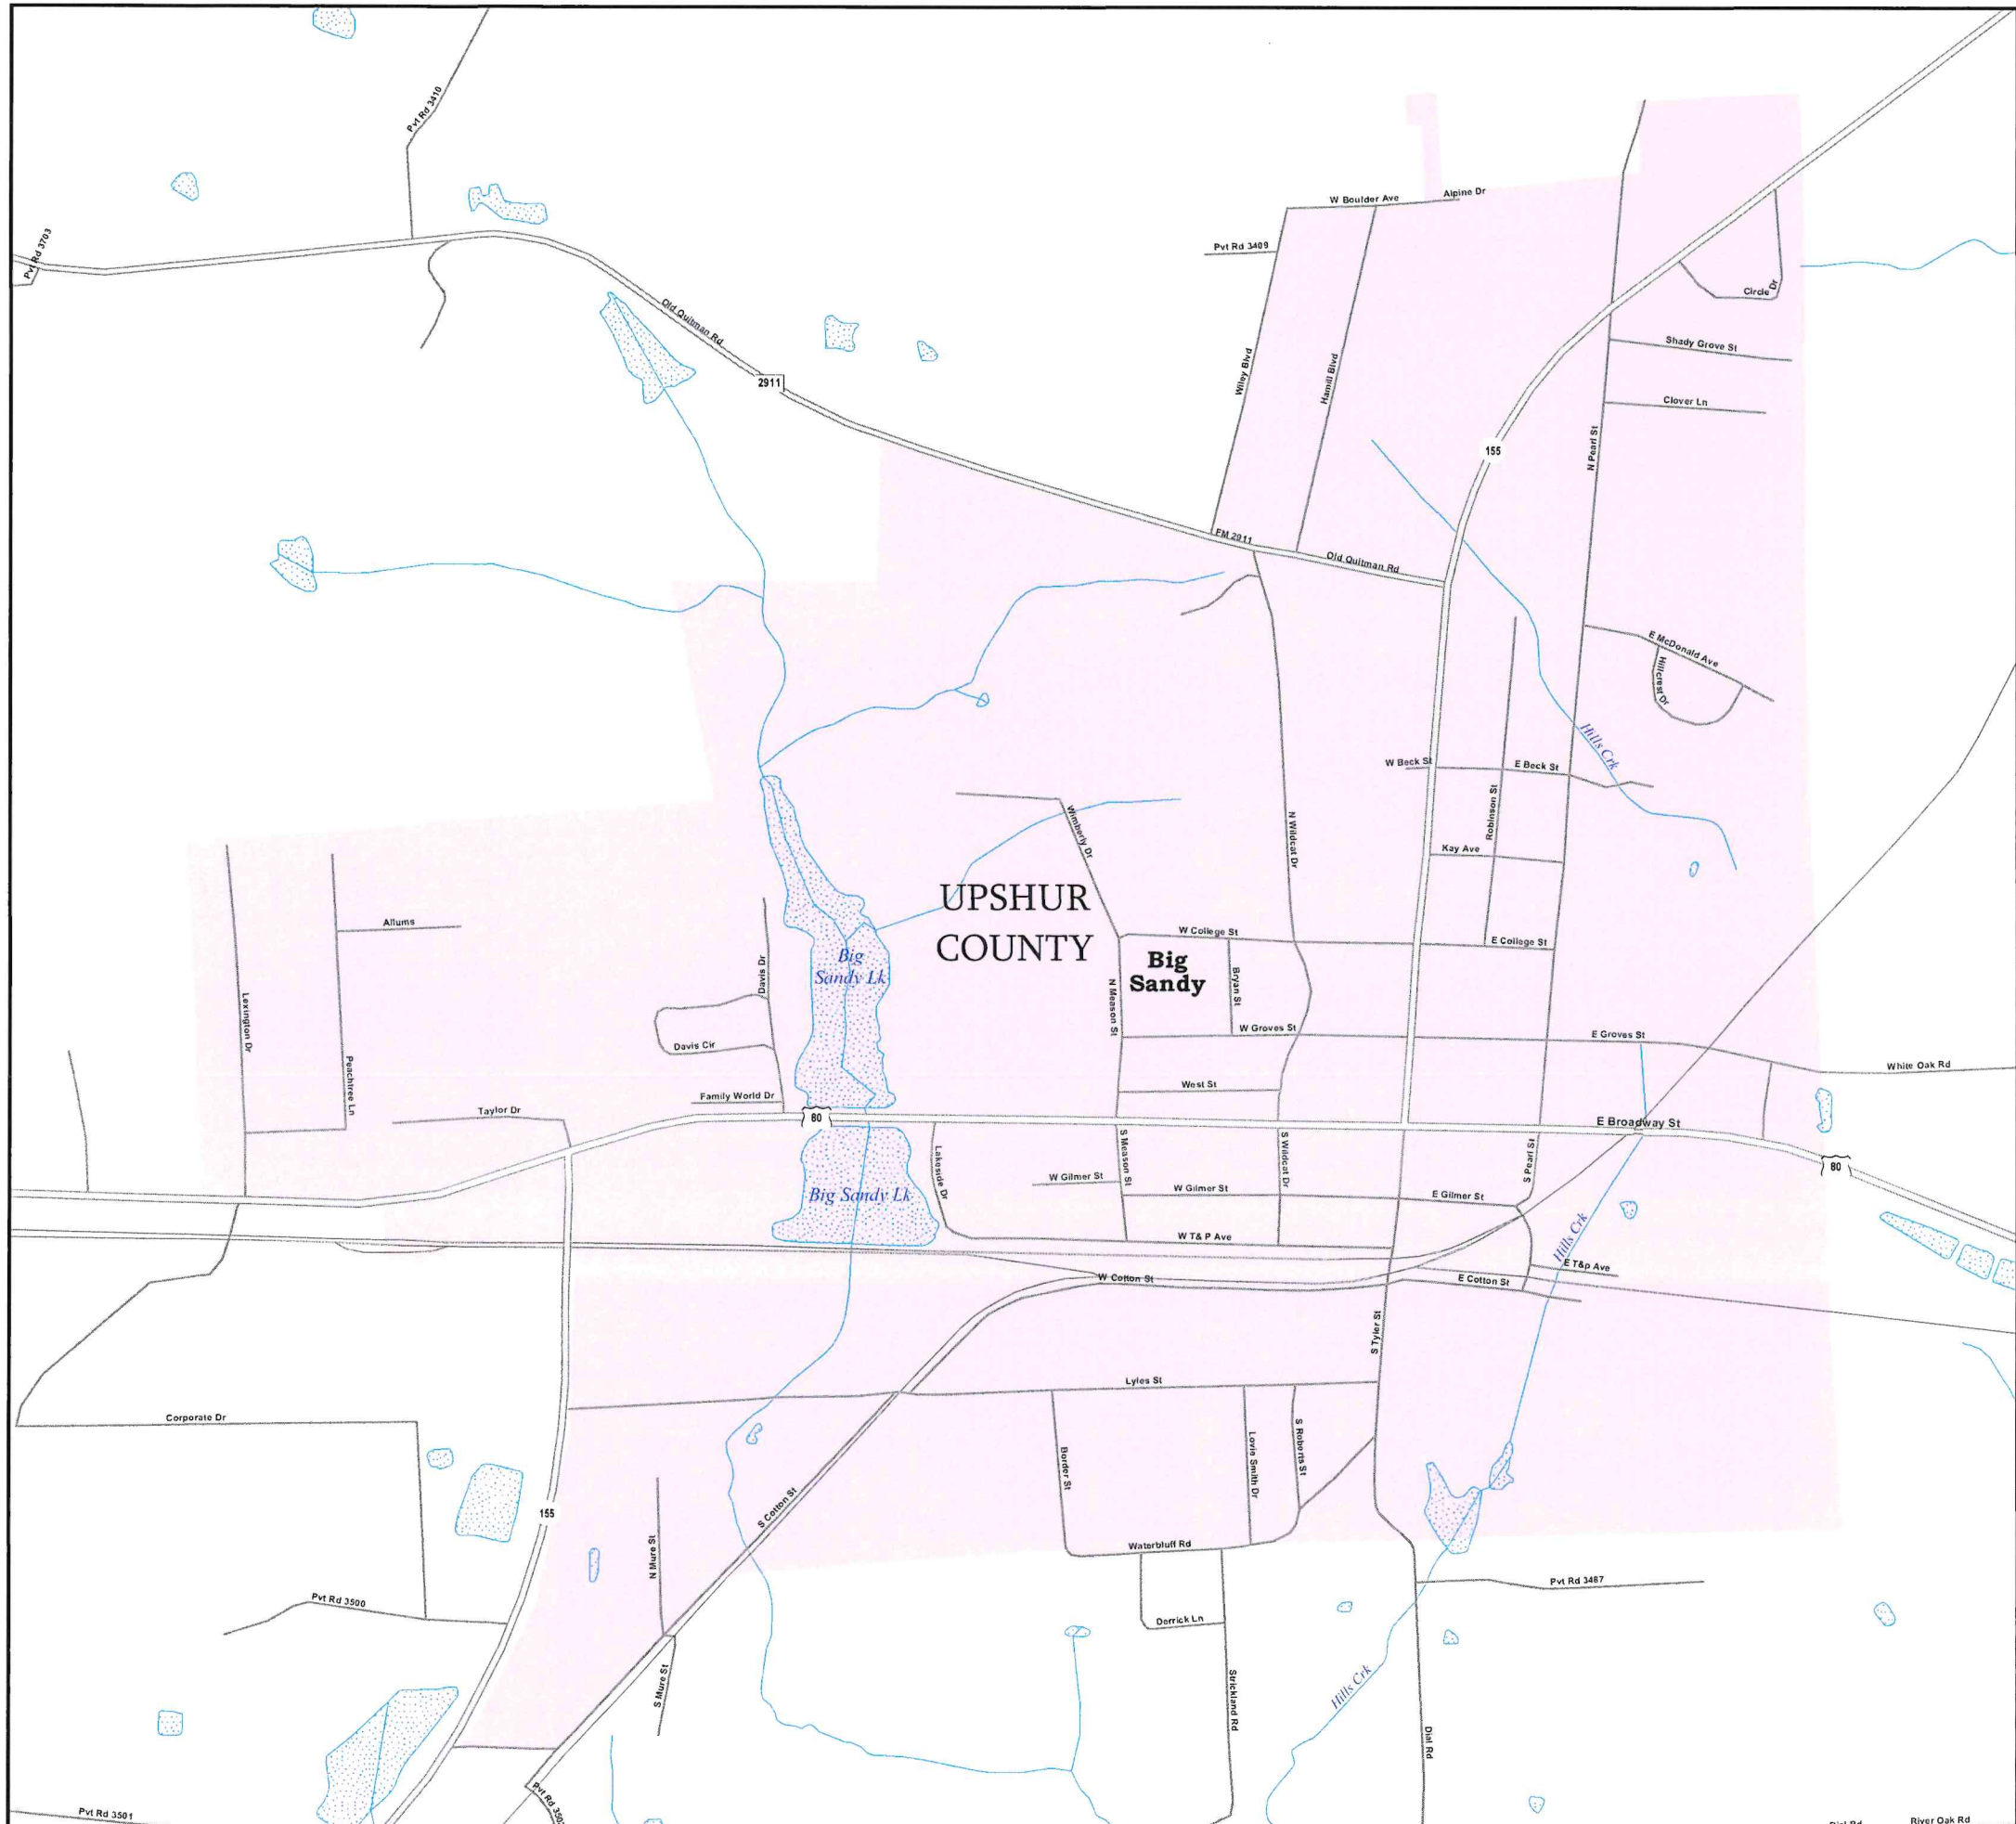 Pvt Rd 3410
Pvt Rd 3703
W Boulder Ave
Alpine Dr
Pvt Rd 3409
Circle Dr
Old Quitman Rd
2911
Wiley Blvd
Hamill Blvd
Shady Grove St
Clover Ln
N Pearl St
155
FM 2911
Old Quitman Rd
E McDonald Ave
Hillcrest Dr
Hills Crk
W Beck St
E Beck St
Robinson St
Wimberly Dr
N Wildcat Dr
Kay Ave
UPSHUR
COUNTY
Allums
W College St
E College St
Big
Sandy
Big
Sandy Lk
Davis Dr
Bryan St
N Meason St
Lexington Dr
W Groves St
E Groves St
Davis Cir
Peachtree Ln
White Oak Rd
West St
Family World Dr
Taylor Dr
80
E Broadway St
S Meason St
S Wildcat Dr
S Pearl St
Lakeside Dr
80
W Gilmer St
W Gilmer St
E Gilmer St
Big Sandy Lk
Hills Crk
W T& P Ave
E T&p Ave
W Cotton St
E Cotton St
S Tyler St
Lyles St
Corporate Dr
Border St
Lovie Smith Dr
S Roberts St
S Cotton St
155
N Mure St
Waterbluff Rd
Pvt Rd 3487
Pvt Rd 3500
Derrick Ln
S Mure St
Strickland Rd
Hills Crk
Dial Rd
Pvt Rd 3501
River Oak Rd